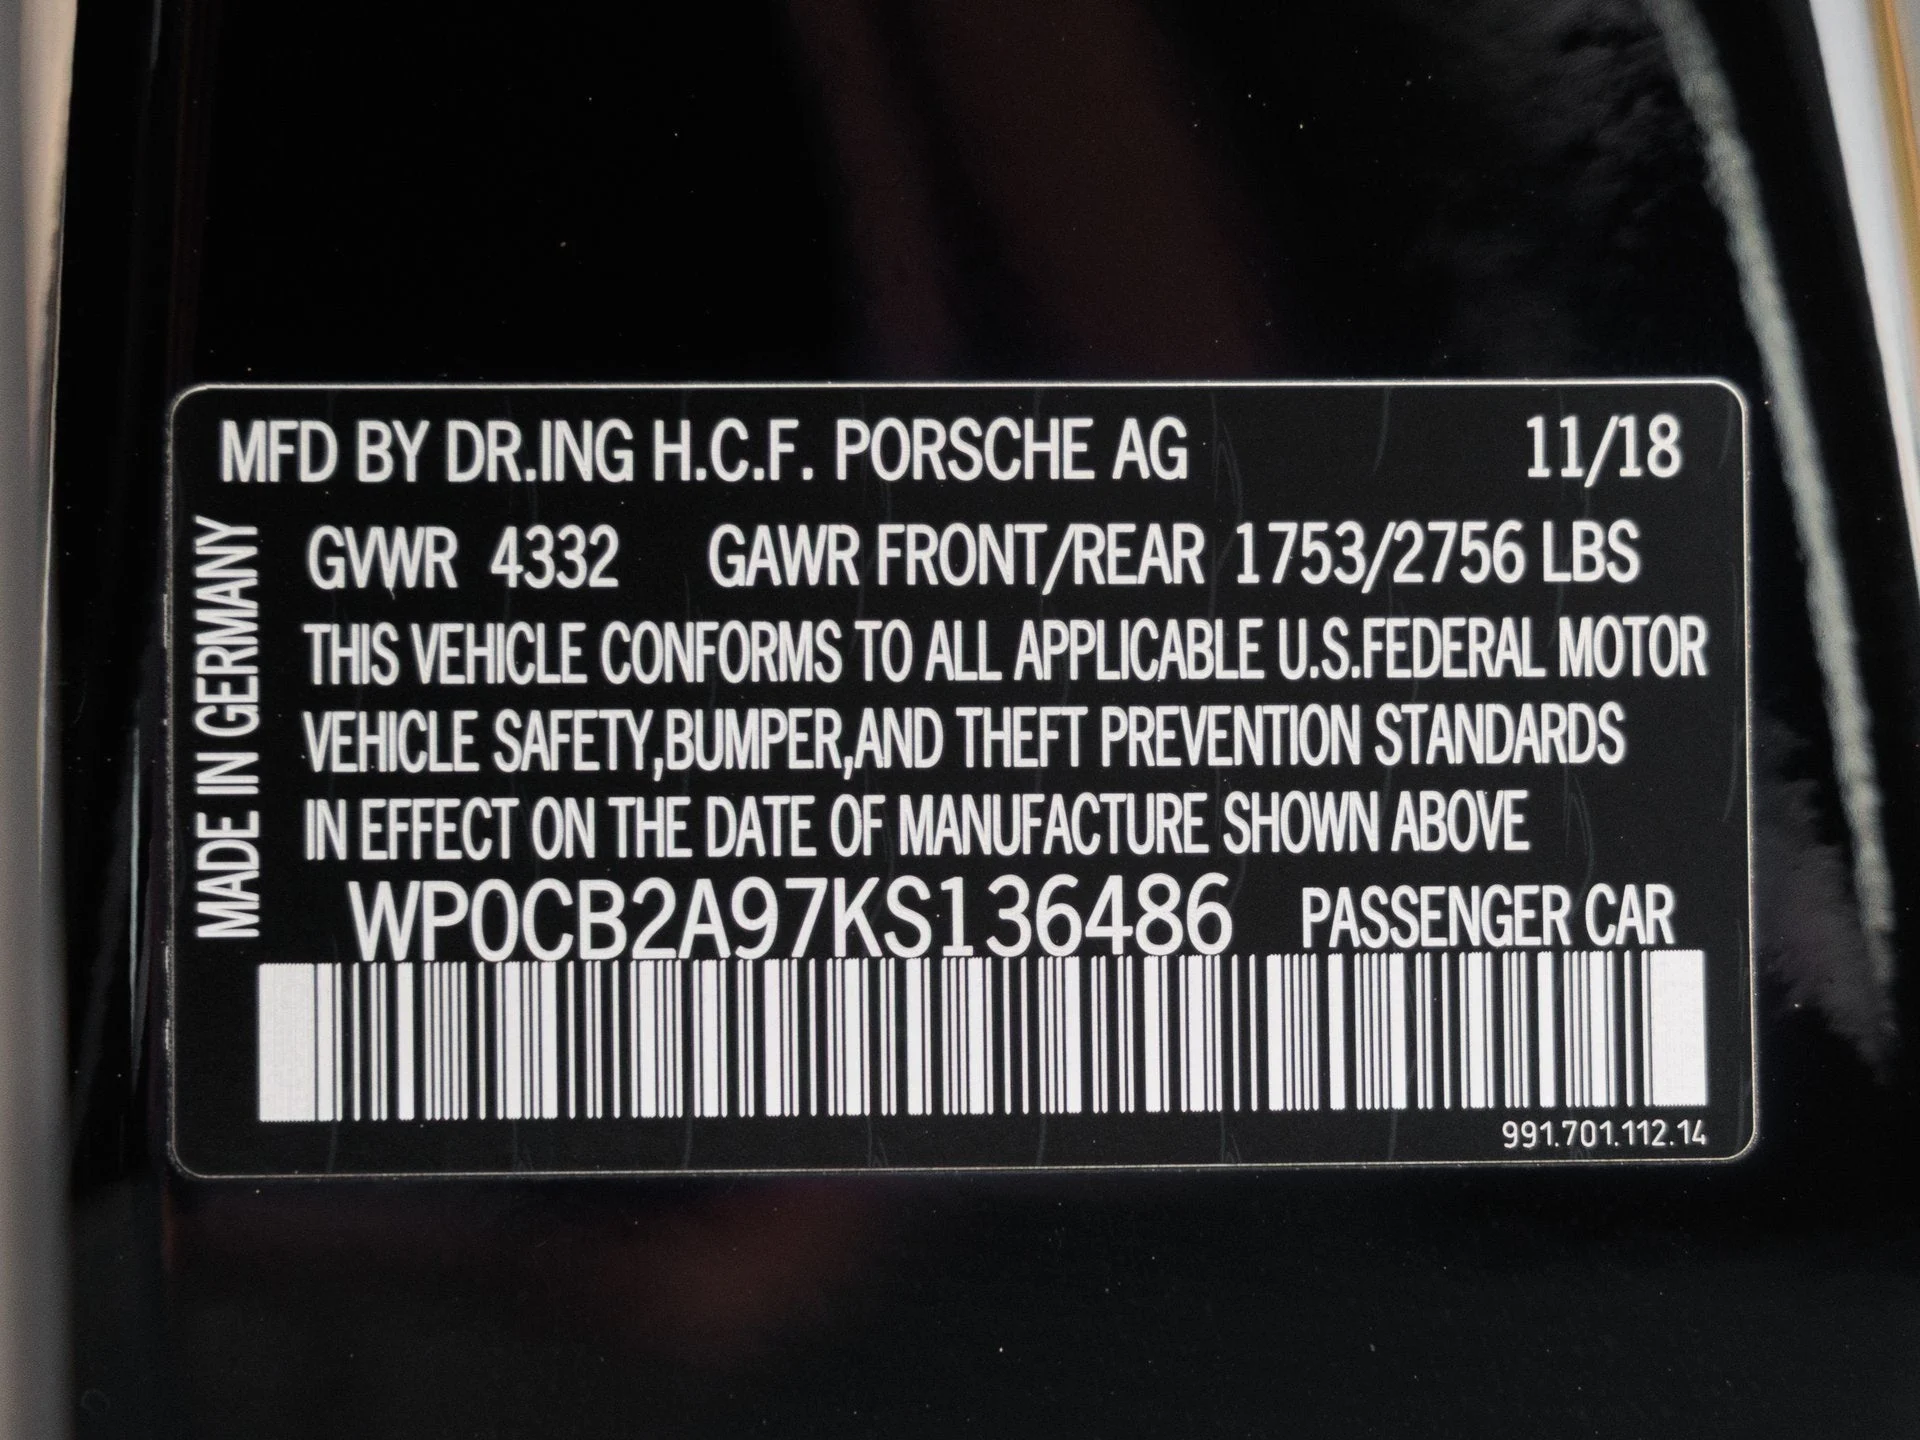 MFD BY DR.ING H.C.F. PORSCHE AG 11/18
GVWR 4332 GAWR FRONT/REAR 1753/2756 LBS
THIS VEHICLE CONFORMS TO ALL APPLICABLE U.S.FEDERAL MOTOR
VEHICLE SAFETY,BUMPER,AND THEFT PREVENTION STANDARDS
IN EFFECT ON THE DATE OF MANUFACTURE SHOWN ABOVE
WP0CB2A97KS136486 PASSENGER CAR
991.701.112.14
MADE IN GERMANY